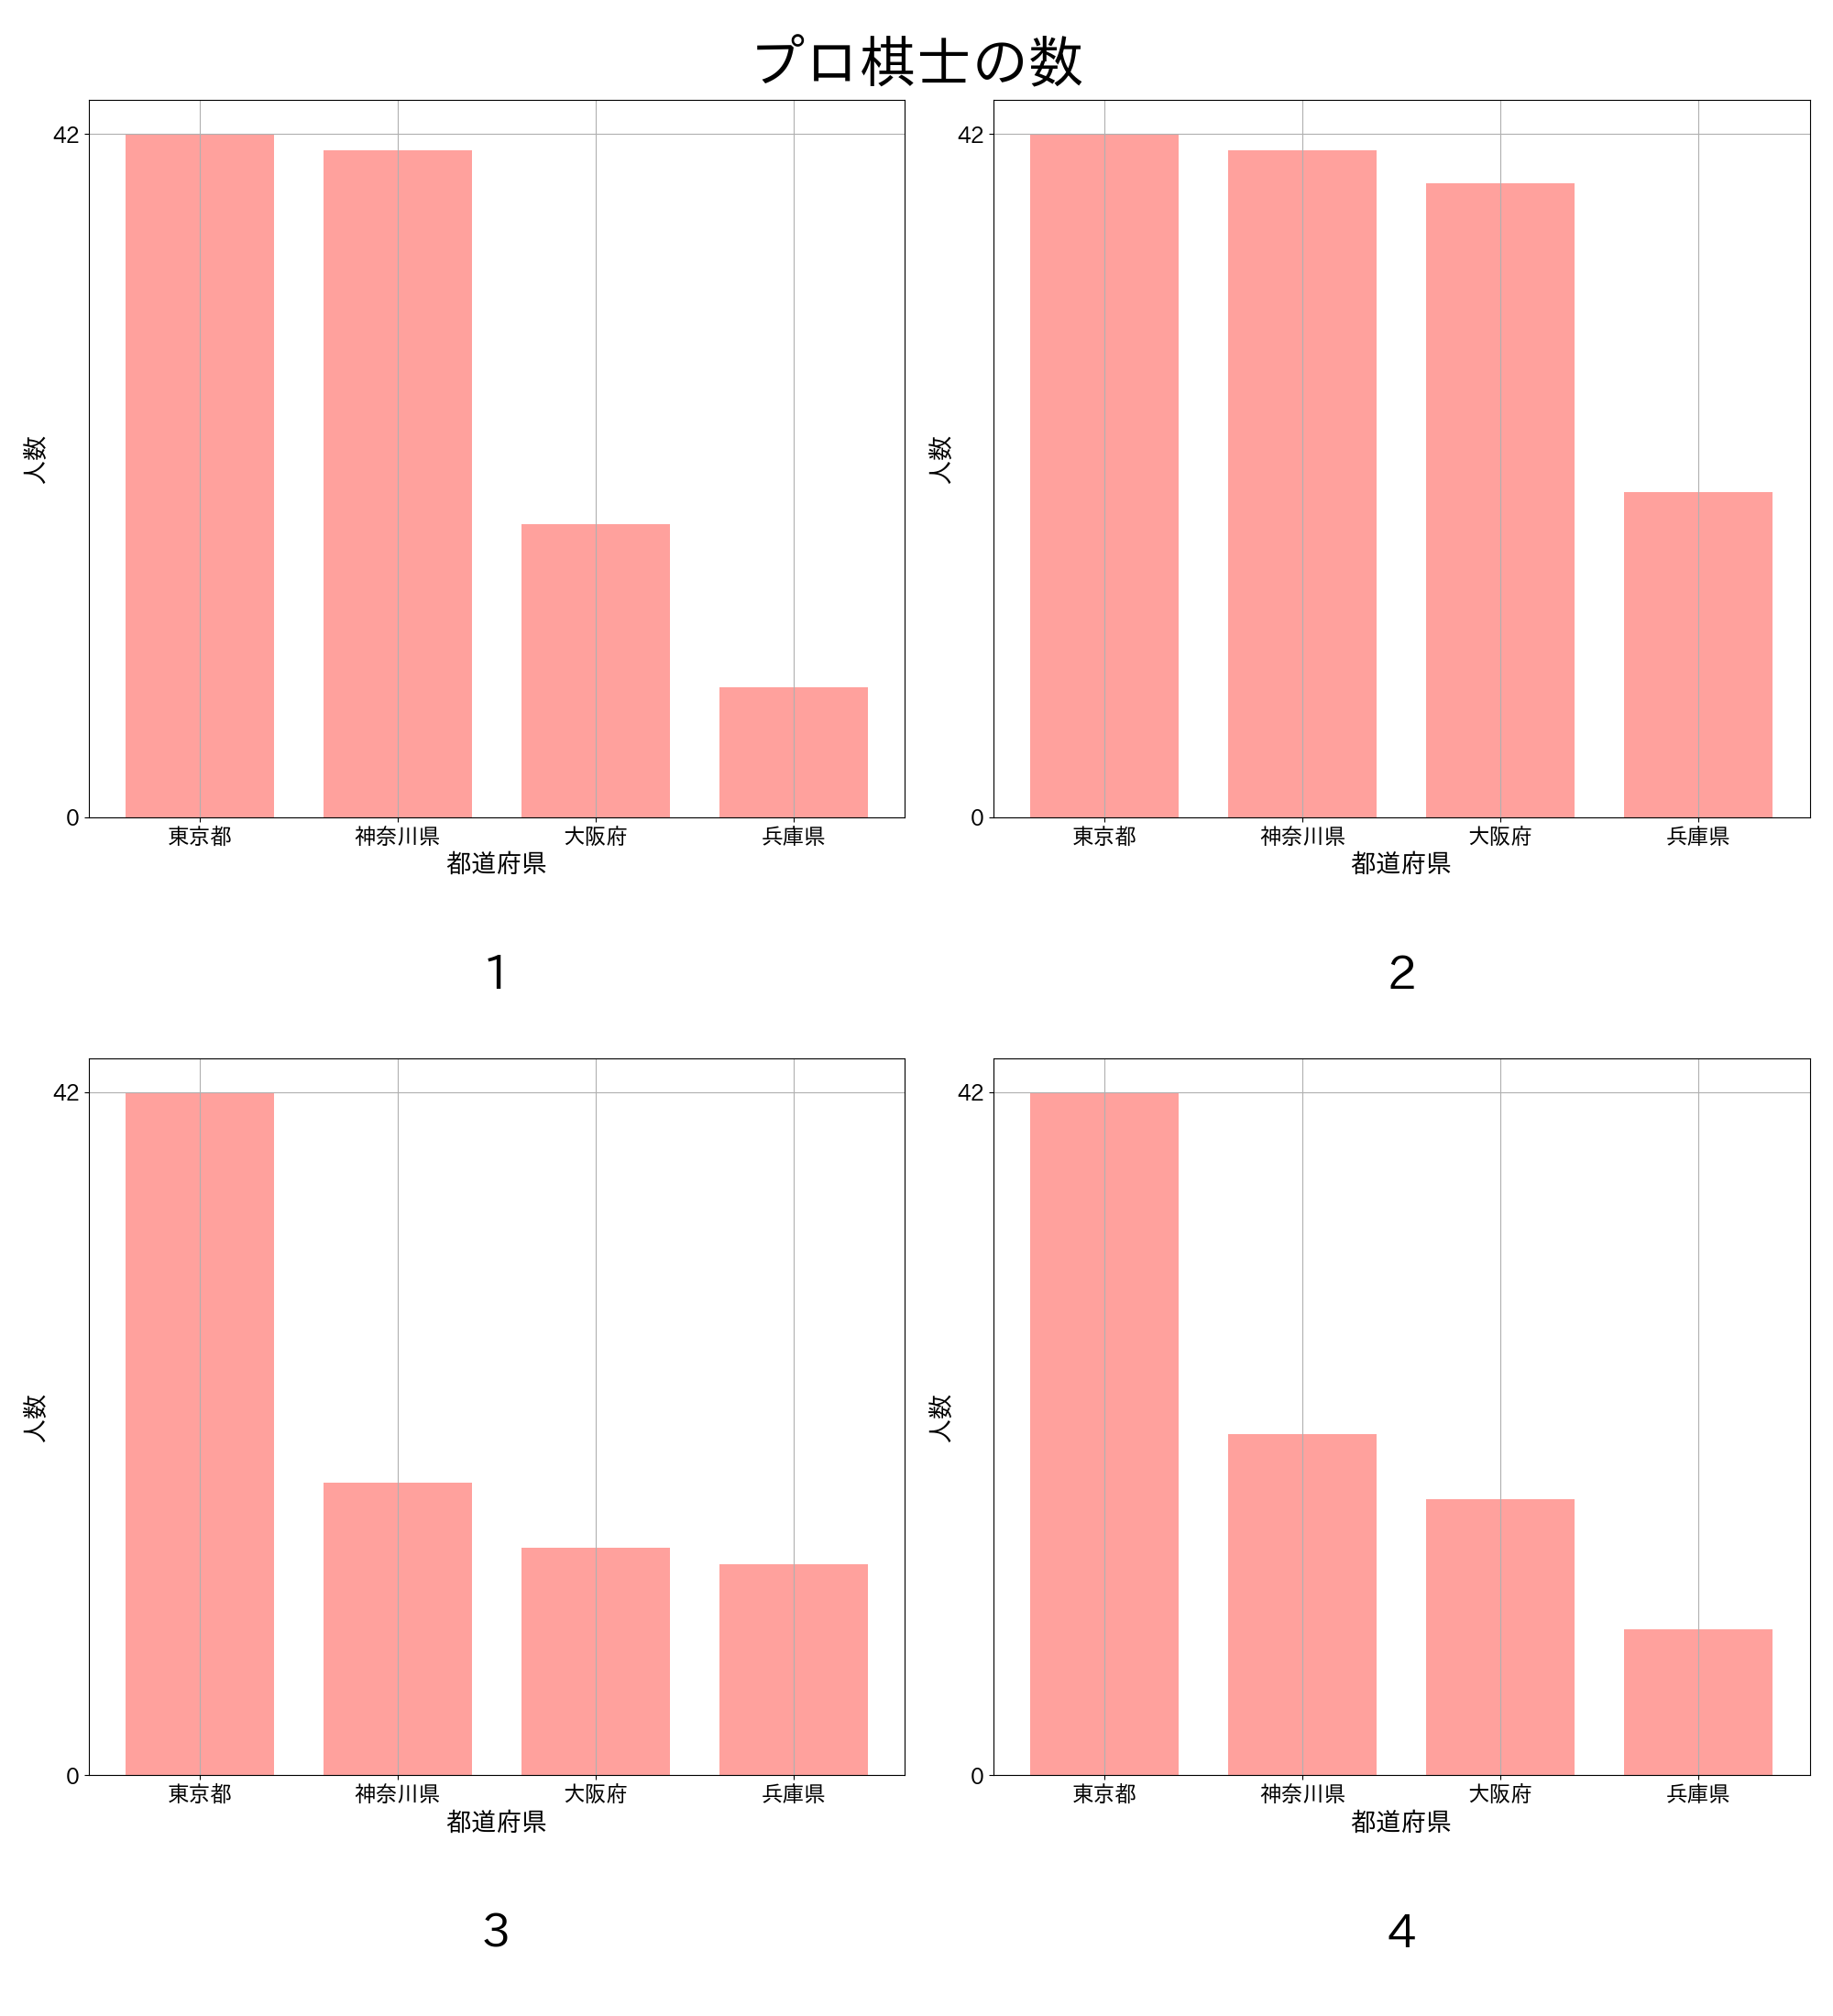 プロ棋士の数
42
0
人数
東京都 神奈川県 大阪府 兵庫県
都道府県
1
42
0
人数
東京都 神奈川県 大阪府 兵庫県
都道府県
2
42
0
人数
東京都 神奈川県 大阪府 兵庫県
都道府県
3
42
0
人数
東京都 神奈川県 大阪府 兵庫県
都道府県
4